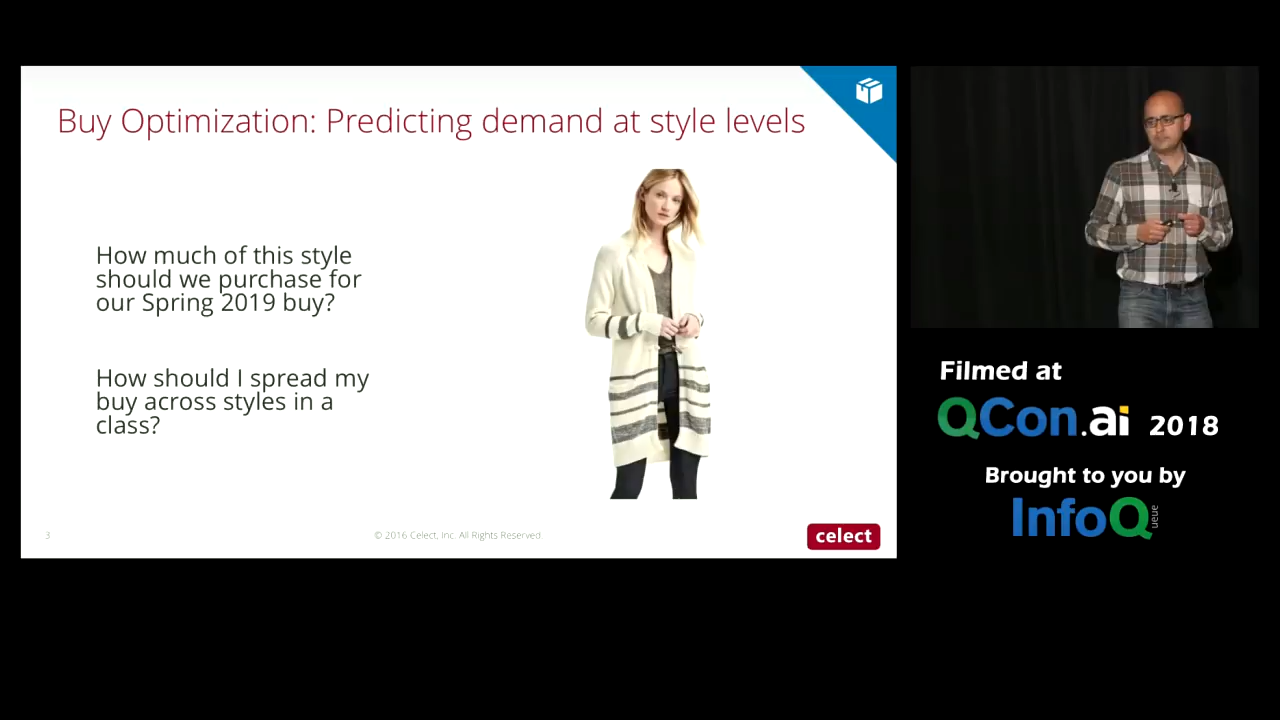 Buy Optimization: Predicting demand at style levels
How much of this style
should we purchase for
our Spring 2019 buy?
How should I spread my
buy across styles in a
class?
3
© 2016 Celect, Inc. All Rights Reserved
celect
Filmed at
QCon.ai 2018
Brought to you by
InfoQ
ueue